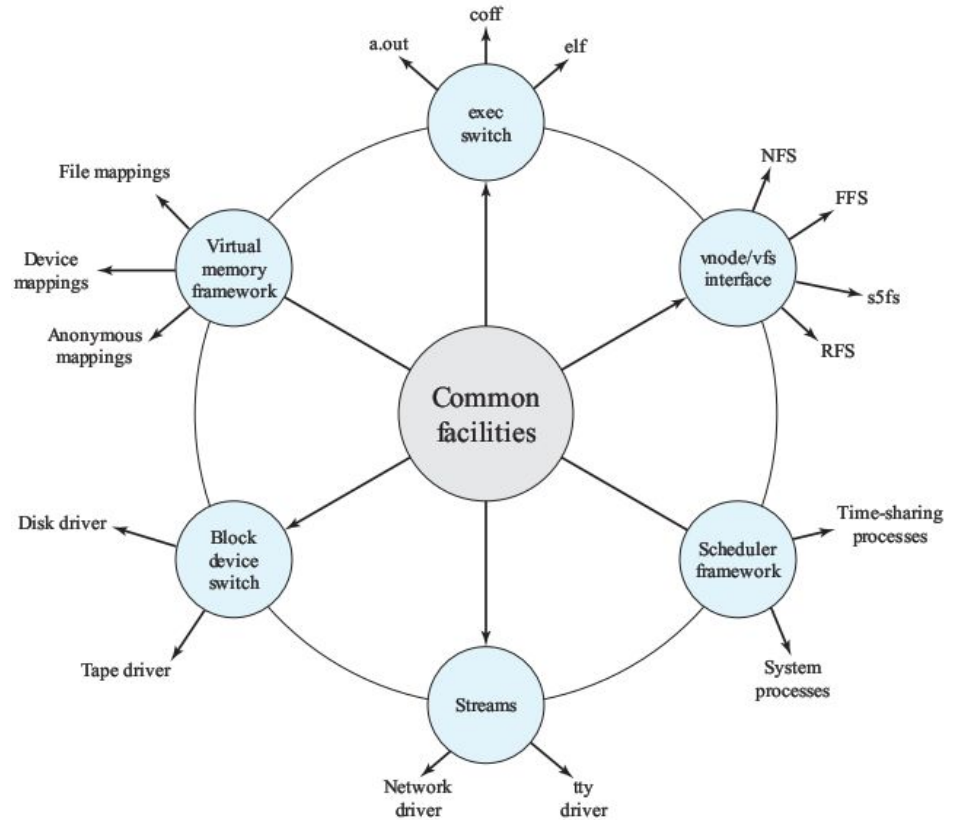 coff
a.out
elf
exec
switch
File mappings
Device
mappings
Anonymous
mappings
Virtual
memory
framework
NFS
FFS
s5fs
RFS
vnode/vfs
interface
Common
facilities
Disk driver
Tape driver
Block
device
switch
Scheduler
framework
Time-sharing
processes
System
processes
Streams
Network
driver
tty
driver